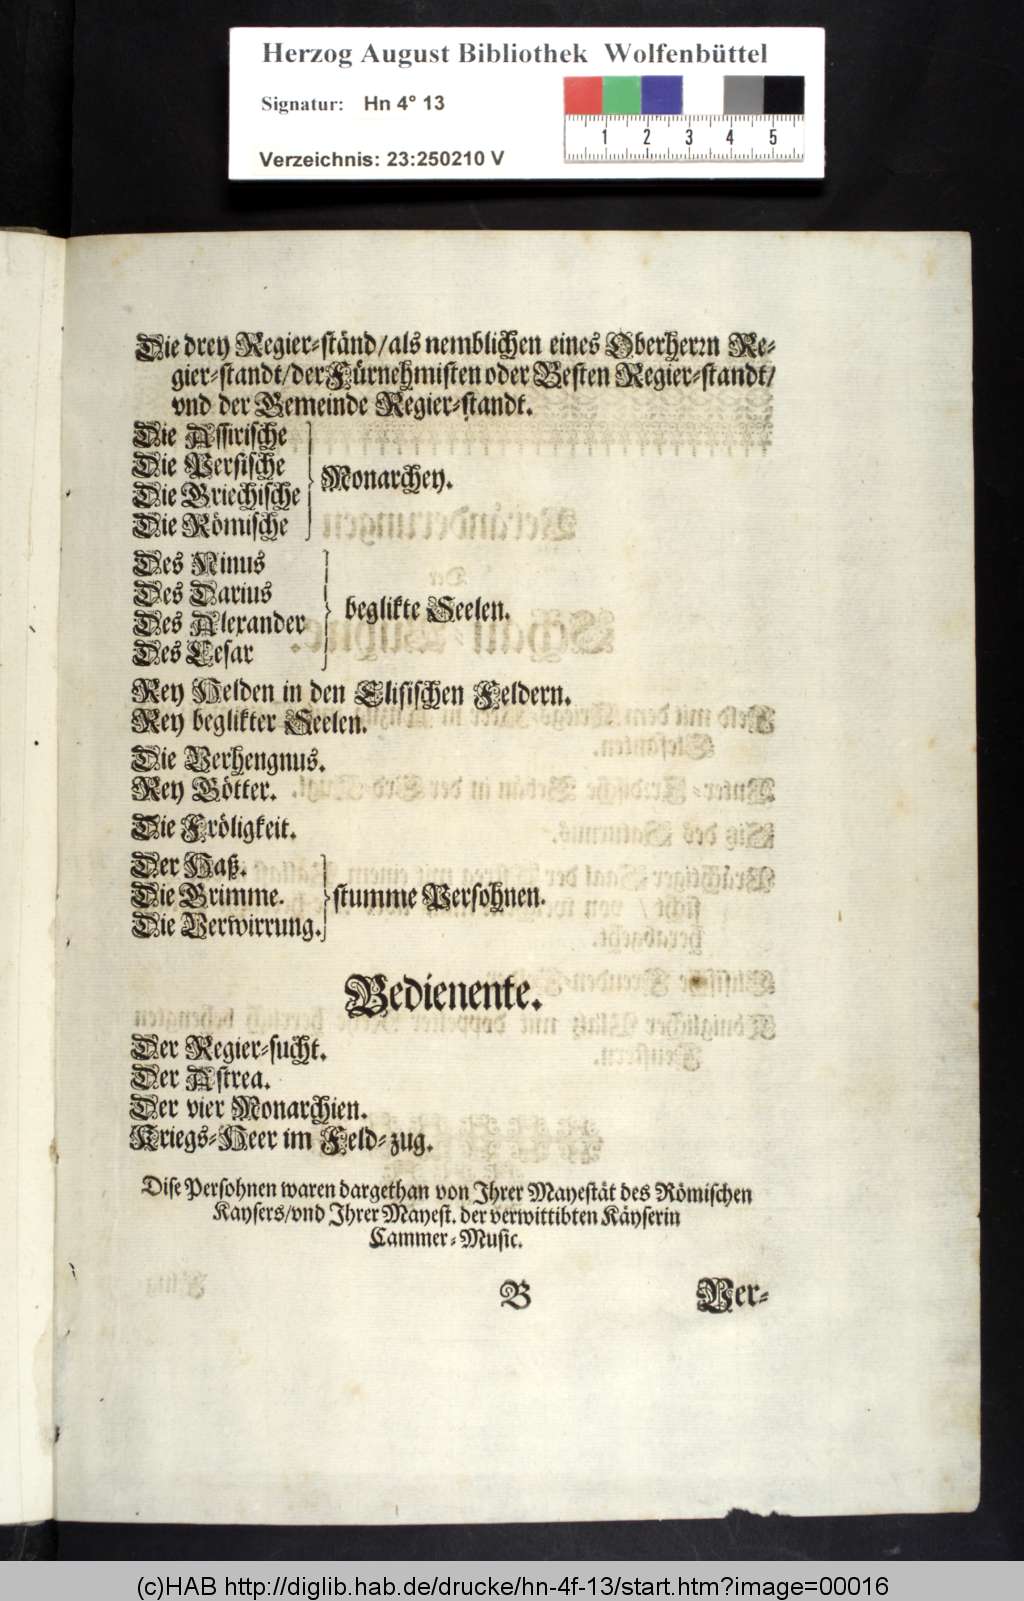 Herzog August Bibliothek Wolfenbüttel
Signatur: Hn 4° 13
Verzeichnis: 23:250210 V
1 2 3 4 5
Die drey Regier-ständ/als nemblichen eines Oberherꝛn Re-
gier-standt/der Fürnehmisten oder Besten Regier-standt/
vnd der Gemeinde Regier-standt.
Die Assirische
Die Persische
Die Griechische
Die Römische
Monarchey.
Des Ninus
Des Darius
Des Alexander
Des Cesar
beglikte Seelen.
Rey Helden in den Elisischen Feldern.
Rey beglikter Seelen.
Die Verhengnus.
Rey Götter.
Die Fröligkeit.
Der Haß.
Die Grimme.
Die Verwirrung.
stumme Persohnen.
Bedienente.
Der Regier-sucht.
Der Astrea.
Der vier Monarchien.
Kriegs-Heer im Feld-zug.
Dise Persohnen waren dargethan von Ihrer Mayestät des Römischen
Kaysers/vnd Ihrer Mayest. der verwittibten Käyserin
Cammer-Music.
B Ver-
(c)HAB http://diglib.hab.de/drucke/hn-4f-13/start.htm?image=00016